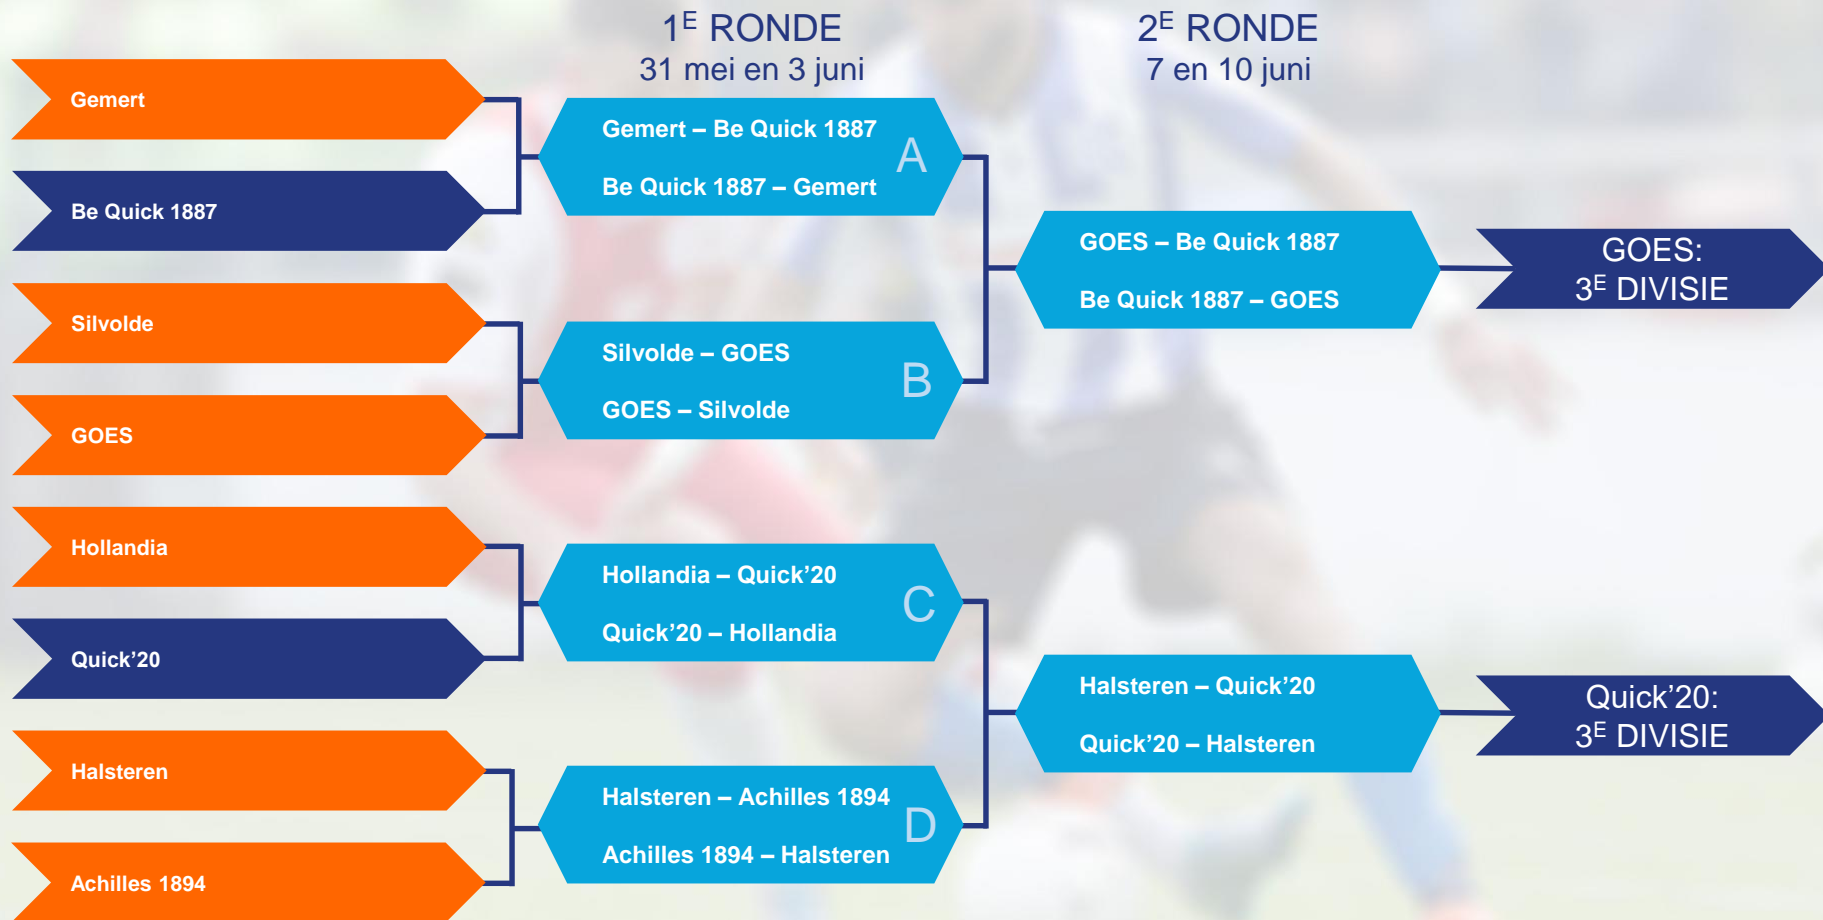 1E RONDE
31 mei en 3 juni
2E RONDE
7 en 10 juni
Gemert
Be Quick 1887
Silvolde
GOES
Hollandia
Quick’20
Halsteren
Achilles 1894
Gemert – Be Quick 1887
Be Quick 1887 – Gemert
A
Silvolde – GOES
GOES – Silvolde
B
Hollandia – Quick’20
Quick’20 – Hollandia
C
Halsteren – Achilles 1894
Achilles 1894 – Halsteren
D
GOES – Be Quick 1887
Be Quick 1887 – GOES
Halsteren – Quick’20
Quick’20 – Halsteren
GOES:
3E DIVISIE
Quick’20:
3E DIVISIE